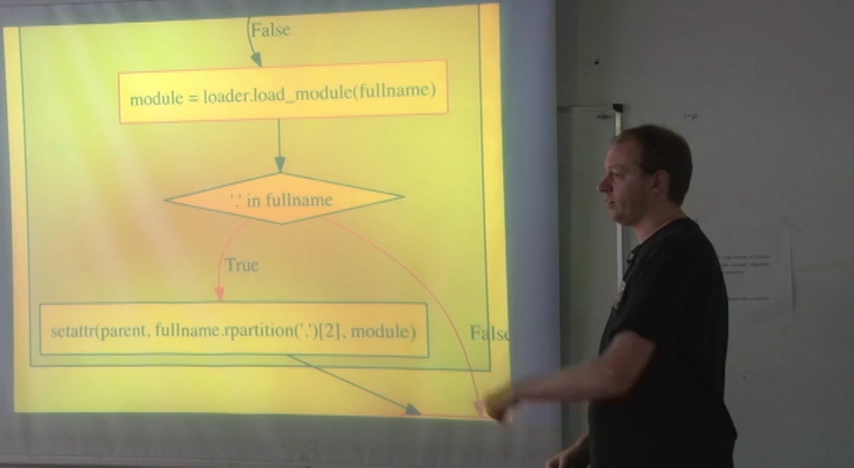 False
module = loader.load_module(fullname)
'.' in fullname
True
setattr(parent, fullname.rpartition('.')[2], module)
False